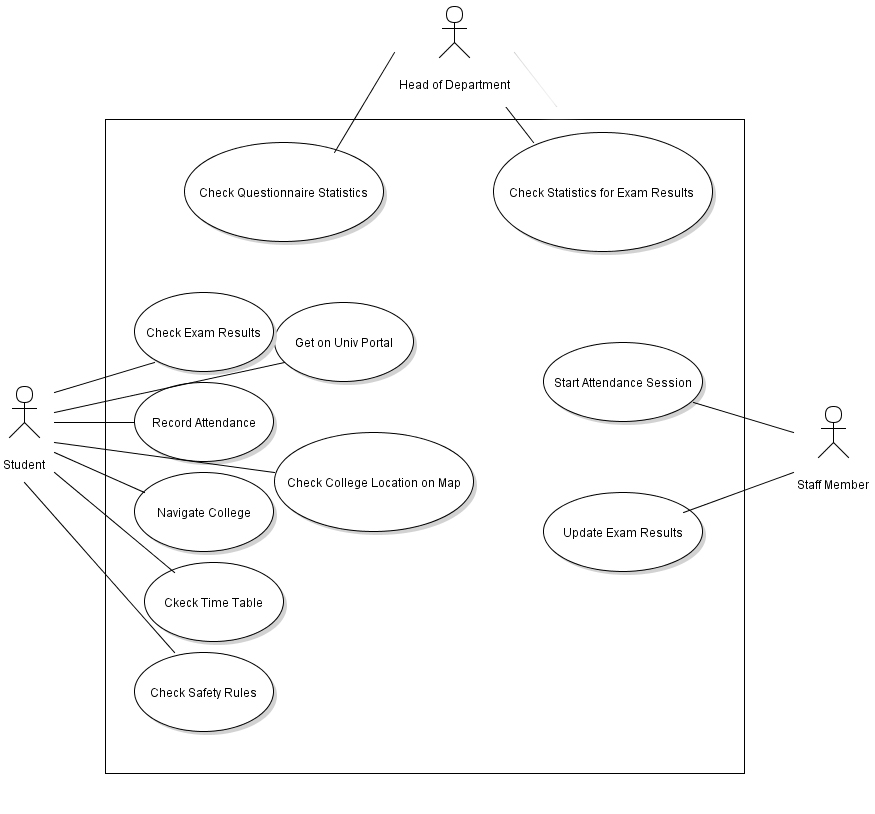 Head of Department
Check Questionnaire Statistics
Check Statistics for Exam Results
Check Exam Results
Get on Univ Portal
Start Attendance Session
Record Attendance
Student
Check College Location on Map
Staff Member
Navigate College
Update Exam Results
Ckeck Time Table
Check Safety Rules